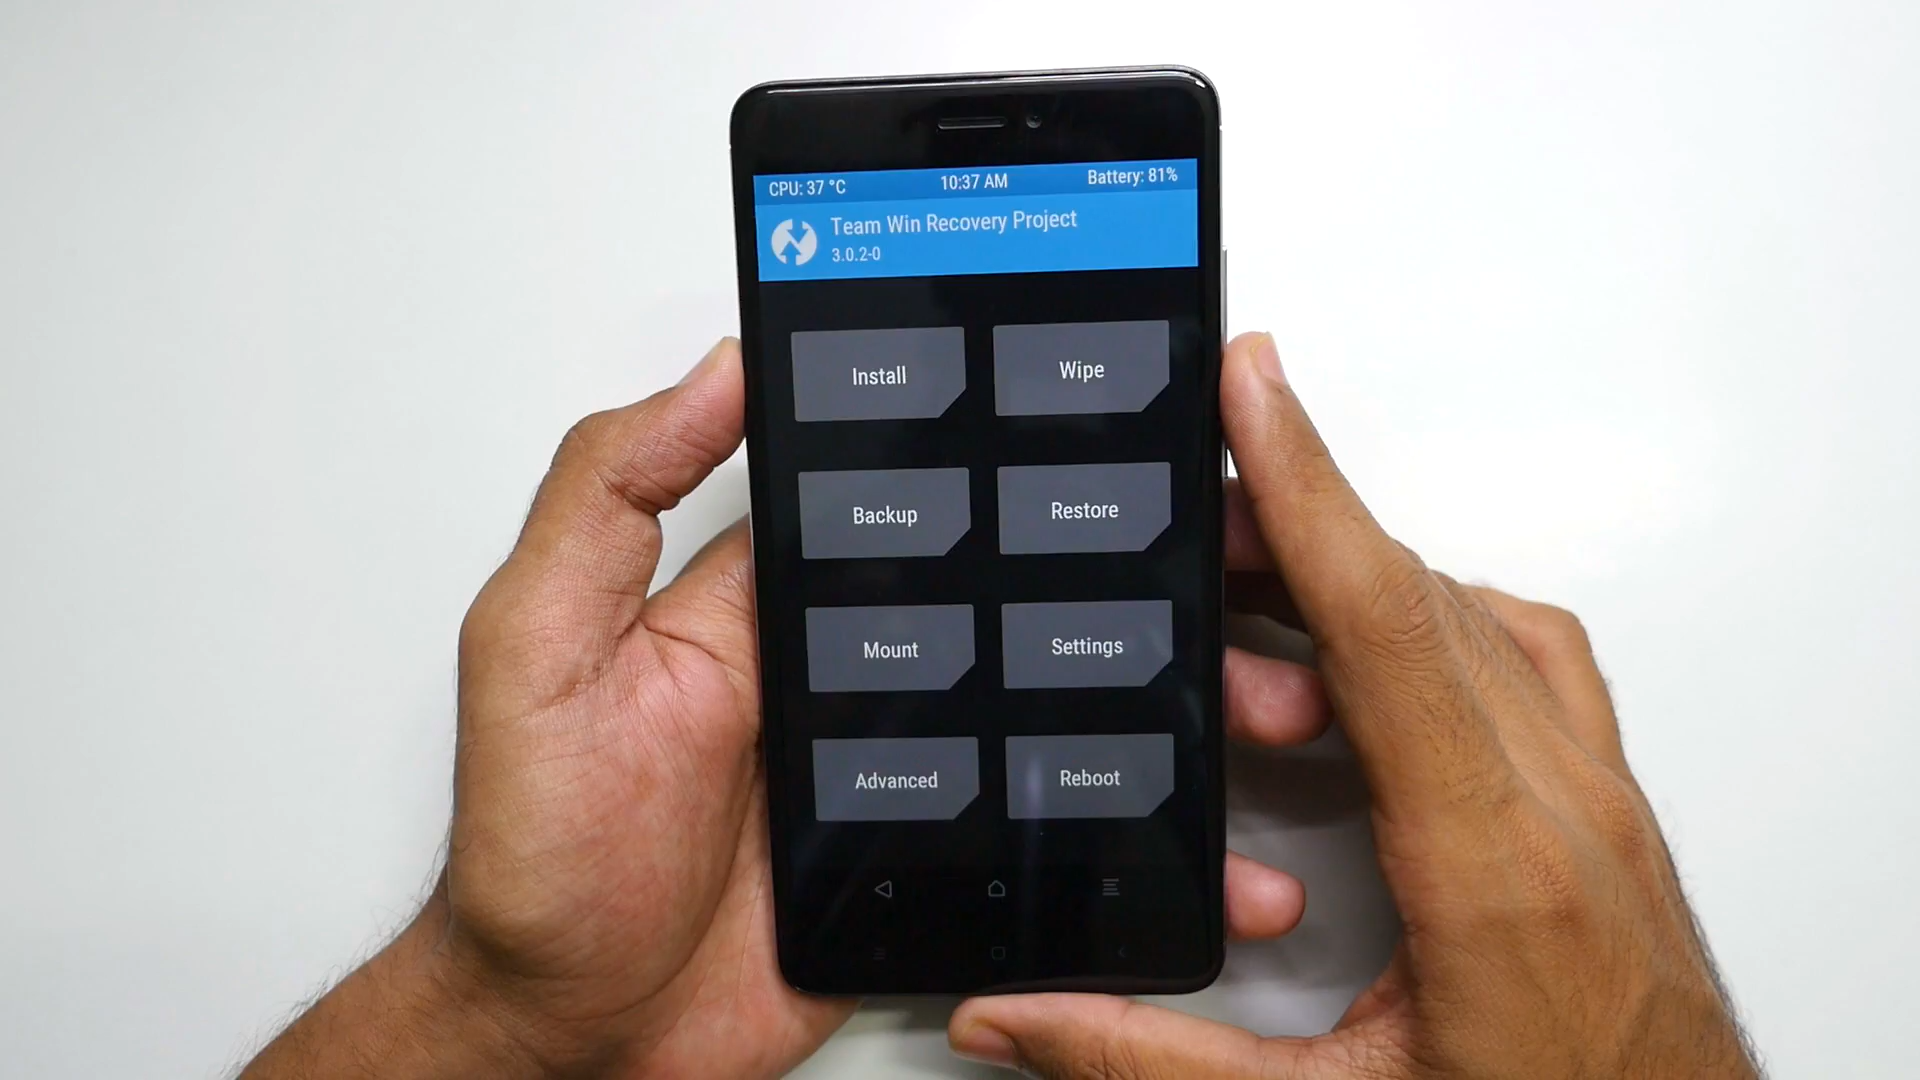 CPU: 37 °C 10:37 AM Battery: 81%
Team Win Recovery Project
3.0.2-0
Install Wipe
Backup Restore
Mount Settings
Advanced Reboot